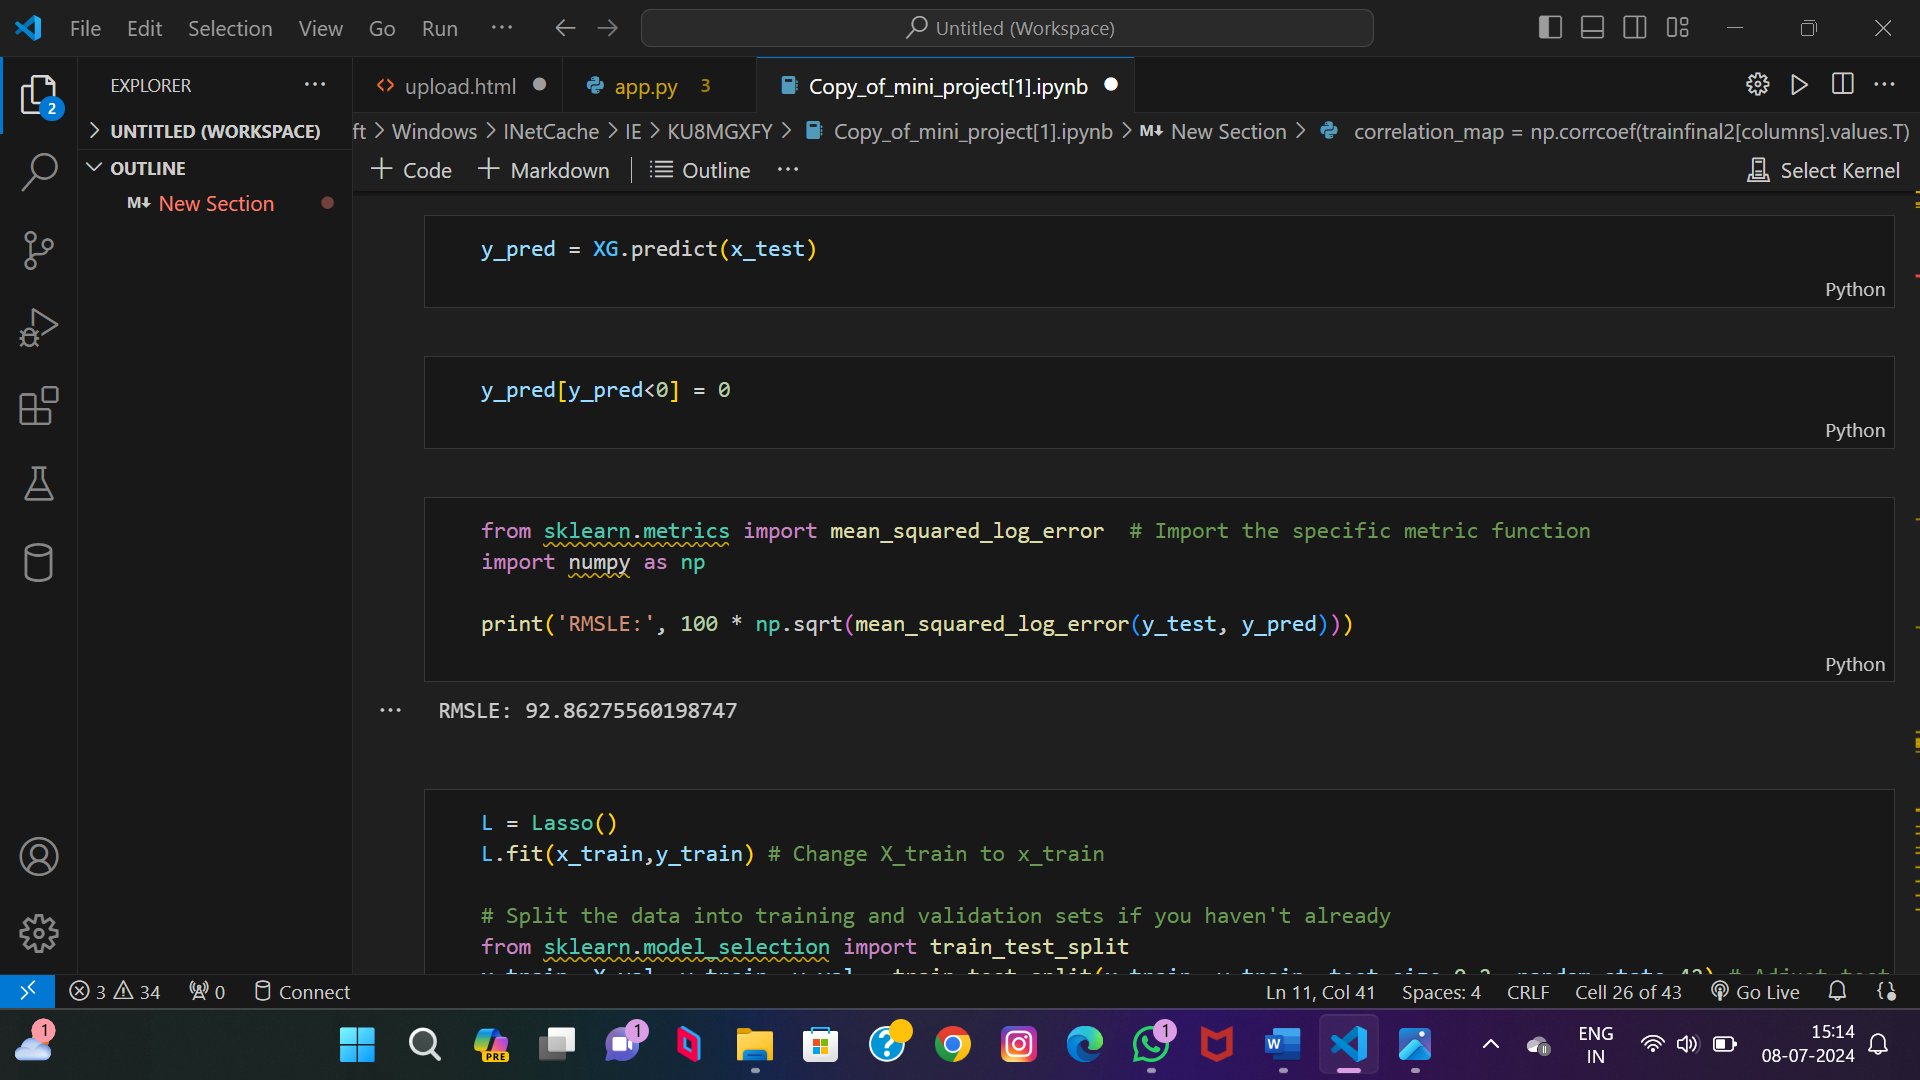 File Edit Selection View Go Run ··· Untitled (Workspace)
EXPLORER ···
upload.html
app.py 3
Copy_of_mini_project[1].ipynb
2
UNTITLED (WORKSPACE)
ft > Windows > INetCache > IE > KU8MGXFY > Copy_of_mini_project[1].ipynb > M↓ New Section > correlation_map = np.corrcoef(trainfinal2[columns].values.T)
OUTLINE
+ Code + Markdown Outline ··· Select Kernel
M↓ New Section
y_pred = XG.predict(x_test)
Python
y_pred[y_pred<0] = 0
Python
from sklearn.metrics import mean_squared_log_error  # Import the specific metric function
import numpy as np
print('RMSLE:', 100 * np.sqrt(mean_squared_log_error(y_test, y_pred)))
Python
··· RMSLE: 92.86275560198747
L = Lasso()
L.fit(x_train,y_train) # Change X_train to x_train
# Split the data into training and validation sets if you haven't already
from sklearn.model_selection import train_test_split
3 34 0 Connect Ln 11, Col 41 Spaces: 4 CRLF Cell 26 of 43 Go Live
1
PRE
1
1
W
ENG
IN
15:14
08-07-2024